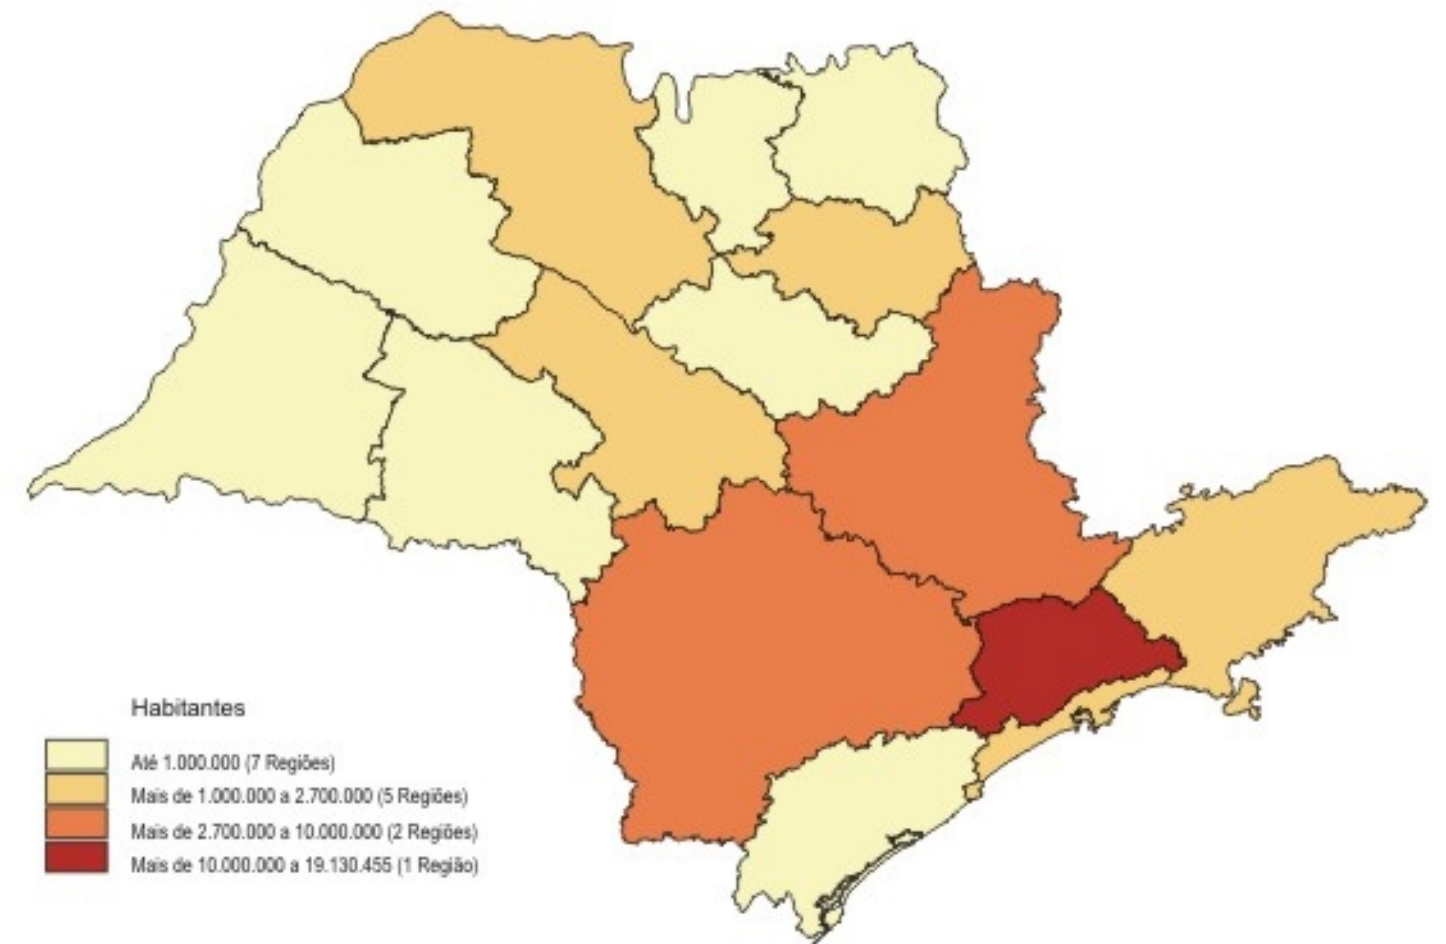 Habitantes
Até 1.000.000 (7 Regiões)
Mais de 1.000.000 a 2.700.000 (5 Regiões)
Mais de 2.700.000 a 10.000.000 (2 Regiões)
Mais de 10.000.000 a 19.130.455 (1 Região)